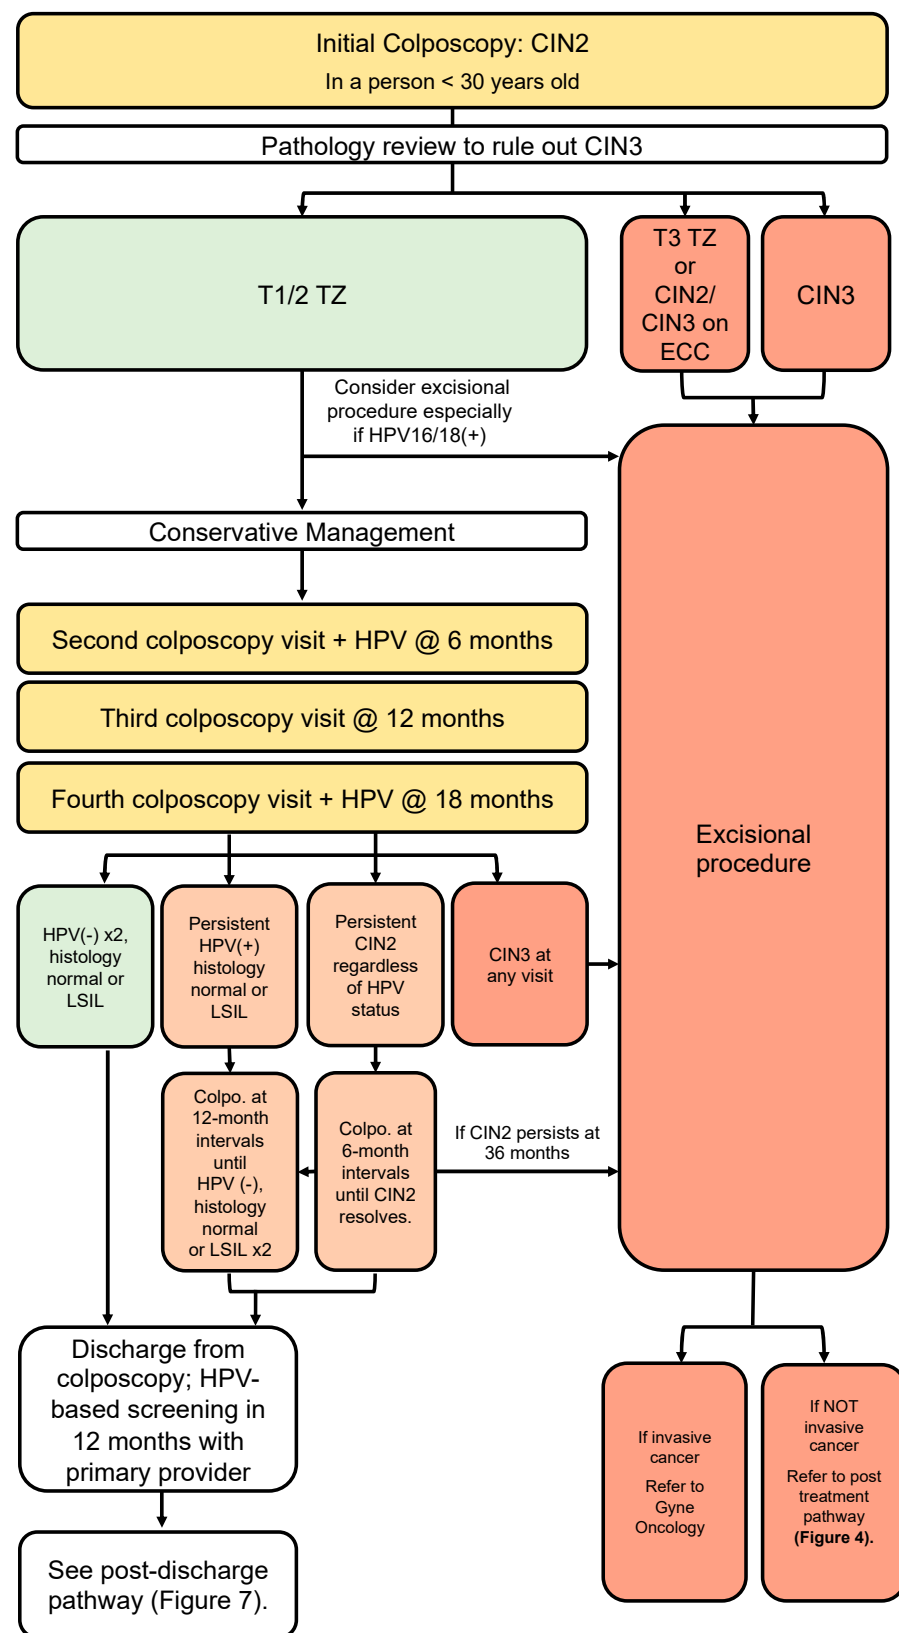 Initial Colposcopy: CIN2
In a person < 30 years old
Pathology review to rule out CIN3
T1/2 TZ
T3 TZ
or
CIN2/
CIN3 on
ECC
CIN3
Consider excisional
procedure especially
if HPV16/18(+)
Conservative Management
Second colposcopy visit + HPV @ 6 months
Third colposcopy visit @ 12 months
Fourth colposcopy visit + HPV @ 18 months
Excisional
procedure
HPV(-) x2,
histology
normal or
LSIL
Persistent
HPV(+)
histology
normal or
LSIL
Persistent
CIN2
regardless
of HPV
status
CIN3 at
any visit
Colpo. at
12-month
intervals
until
HPV (-),
histology
normal
or LSIL x2
Colpo. at
6-month
intervals
until CIN2
resolves.
If CIN2 persists at
36 months
Discharge from
colposcopy; HPV-
based screening in
12 months with
primary provider
See post-discharge
pathway (Figure 7).
If invasive
cancer
Refer to
Gyne
Oncology
If NOT
invasive
cancer
Refer to post
treatment
pathway
(Figure 4).